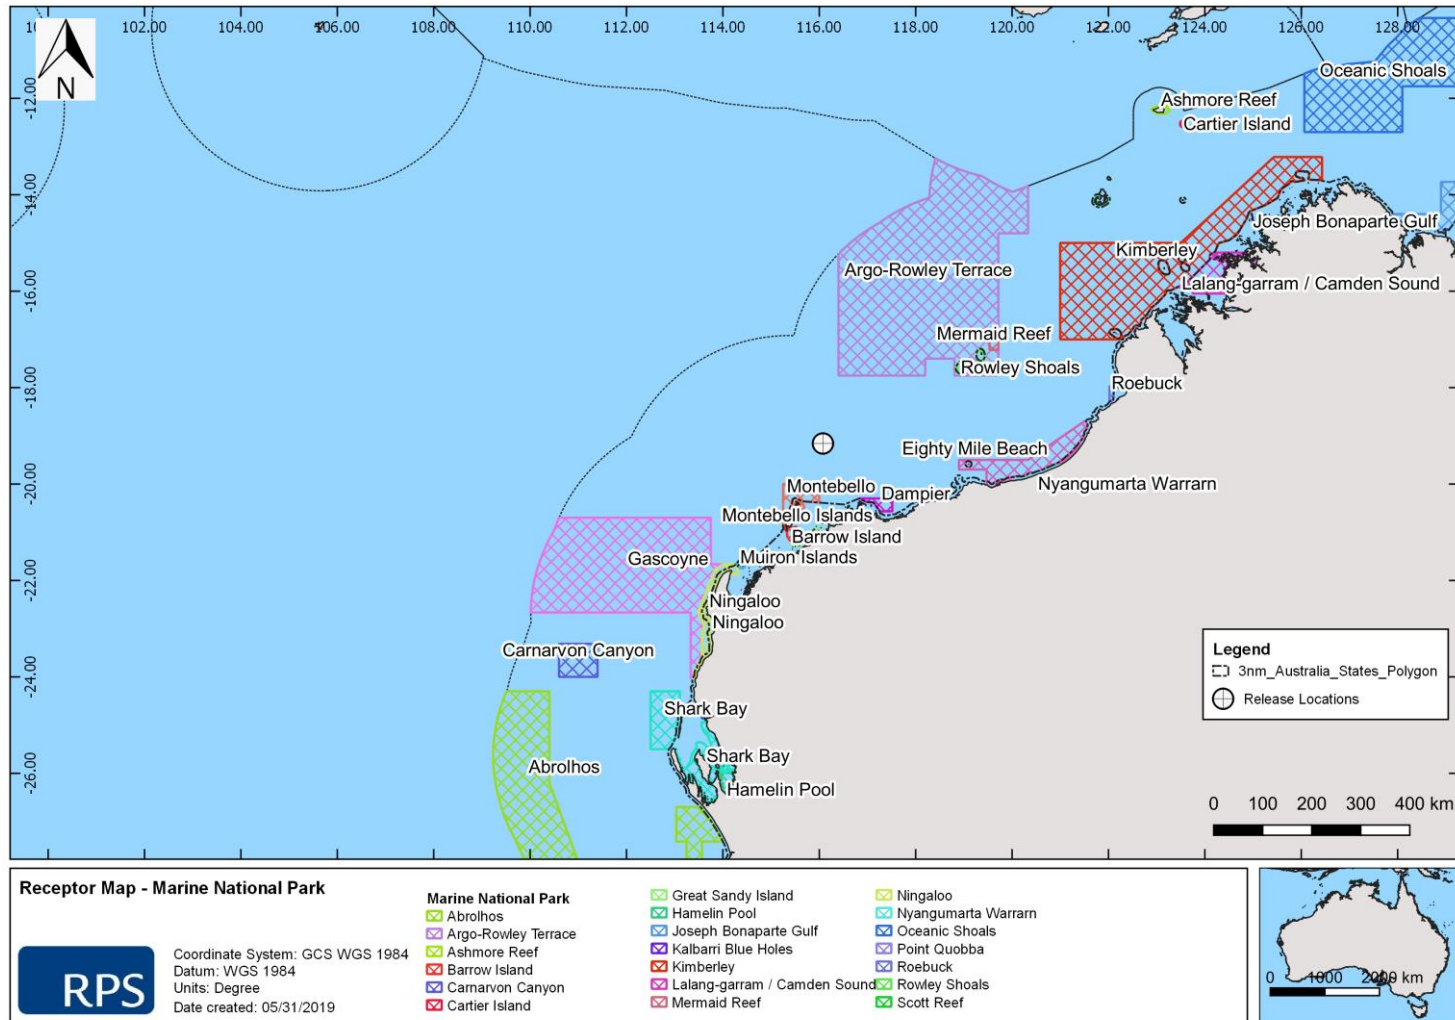 102.00 104.00 106.00 108.00 110.00 112.00 114.00 116.00 118.00 120.00 122.00 124.00 126.00 128.00
N
-12.00
-14.00
-16.00
-18.00
-20.00
-22.00
-24.00
-26.00
Oceanic Shoals
Ashmore Reef
Cartier Island
Joseph Bonaparte Gulf
Kimberley
Argo-Rowley Terrace
Lalang-garram / Camden Sound
Mermaid Reef
Rowley Shoals
Roebuck
Eighty Mile Beach
Nyangumarta Warrarn
Montebello
Dampier
Montebello Islands
Barrow Island
Muiron Islands
Gascoyne
Ningaloo
Ningaloo
Carnarvon Canyon
Shark Bay
Shark Bay
Abrolhos
Hamelin Pool
Legend
3nm_Australia_States_Polygon
Release Locations
0 100 200 300 400 km
Receptor Map - Marine National Park
RPS
Coordinate System: GCS WGS 1984
Datum: WGS 1984
Units: Degree
Date created: 05/31/2019
Marine National Park
Abrolhos
Argo-Rowley Terrace
Ashmore Reef
Barrow Island
Carnarvon Canyon
Cartier Island
Great Sandy Island
Hamelin Pool
Joseph Bonaparte Gulf
Kalbarri Blue Holes
Kimberley
Lalang-garram / Camden Sound
Mermaid Reef
Ningaloo
Nyangumarta Warrarn
Oceanic Shoals
Point Quobba
Roebuck
Rowley Shoals
Scott Reef
0 1000 2000 km